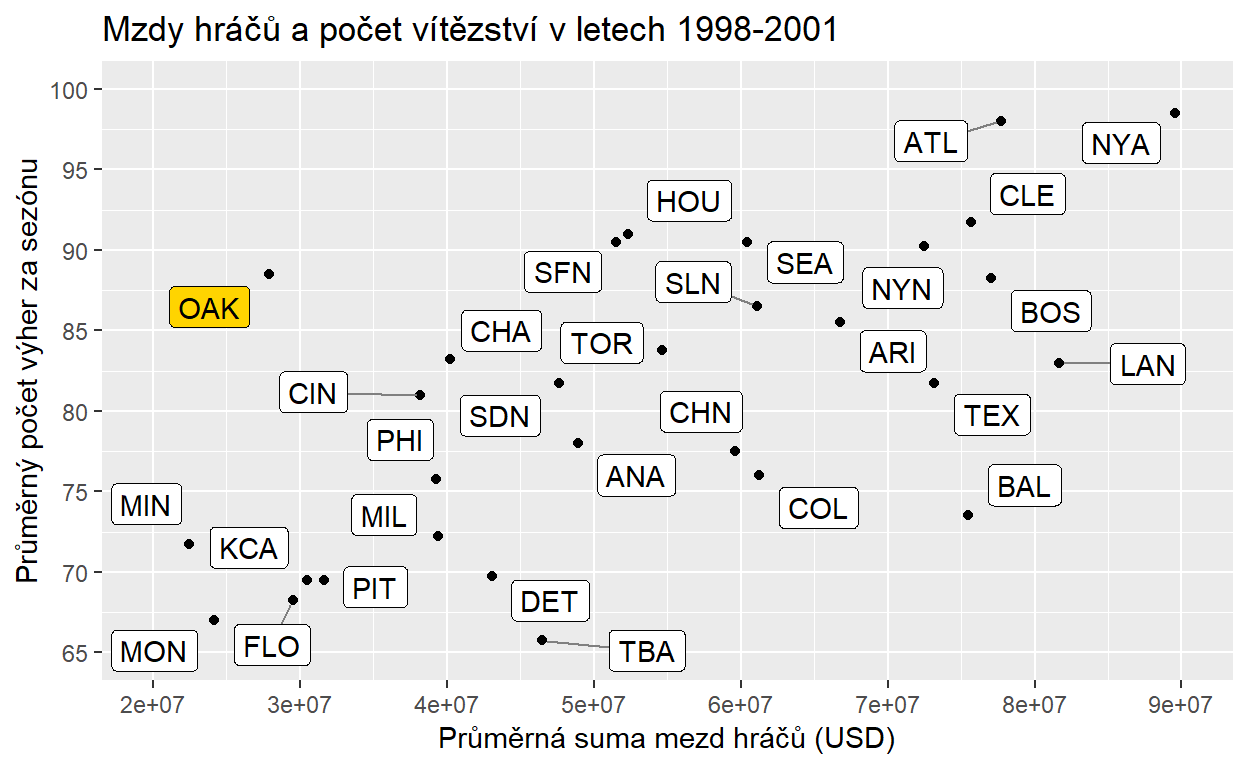 Mzdy hráčů a počet vítězství v letech 1998-2001
Průměrný počet výher za sezónu
100
95
90
85
80
75
70
65
ATL
NYA
CLE
HOU
SFN
SEA
SLN
NYN
OAK
BOS
CHA
TOR
ARI
LAN
CIN
SDN
CHN
TEX
PHI
ANA
BAL
MIN
MIL
COL
KCA
PIT
DET
MON
FLO
TBA
2e+07 3e+07 4e+07 5e+07 6e+07 7e+07 8e+07 9e+07
Průměrná suma mezd hráčů (USD)